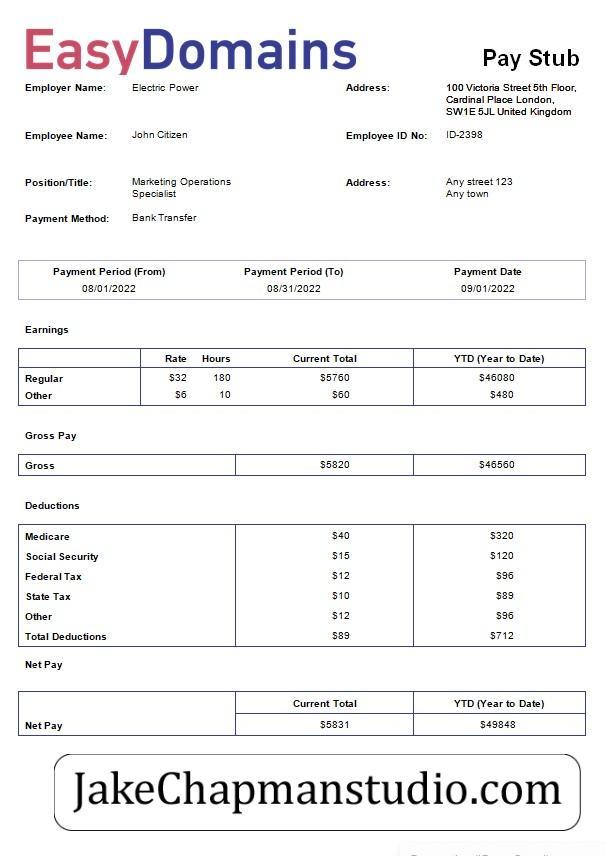 EasyDomains
Pay Stub
Employer Name: Electric Power Address: 100 Victoria Street 5th Floor,
Cardinal Place London,
SW1E 5JL United Kingdom
Employee Name: John Citizen Employee ID No: ID-2398
Position/Title: Marketing Operations Address: Any street 123
Specialist Any town
Payment Method: Bank Transfer
Payment Period (From) Payment Period (To) Payment Date
08/01/2022 08/31/2022 09/01/2022
Earnings
Rate Hours Current Total YTD (Year to Date)
Regular $32 180 $5760 $46080
Other $6 10 $60 $480
Gross Pay
Gross $5820 $46560
Deductions
Medicare $40 $320
Social Security $15 $120
Federal Tax $12 $96
State Tax $10 $89
Other $12 $96
Total Deductions $89 $712
Net Pay
Current Total YTD (Year to Date)
Net Pay $5831 $49848
JakeChapmanstudio.com